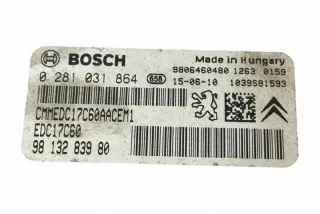 BOSCH
Made in Hungary
0 281 031 864
658
9806460480 1263 0159
15-06-10
1039S81593
CMMEDC17C60AACEM1
EDC17C60
98 132 839 80